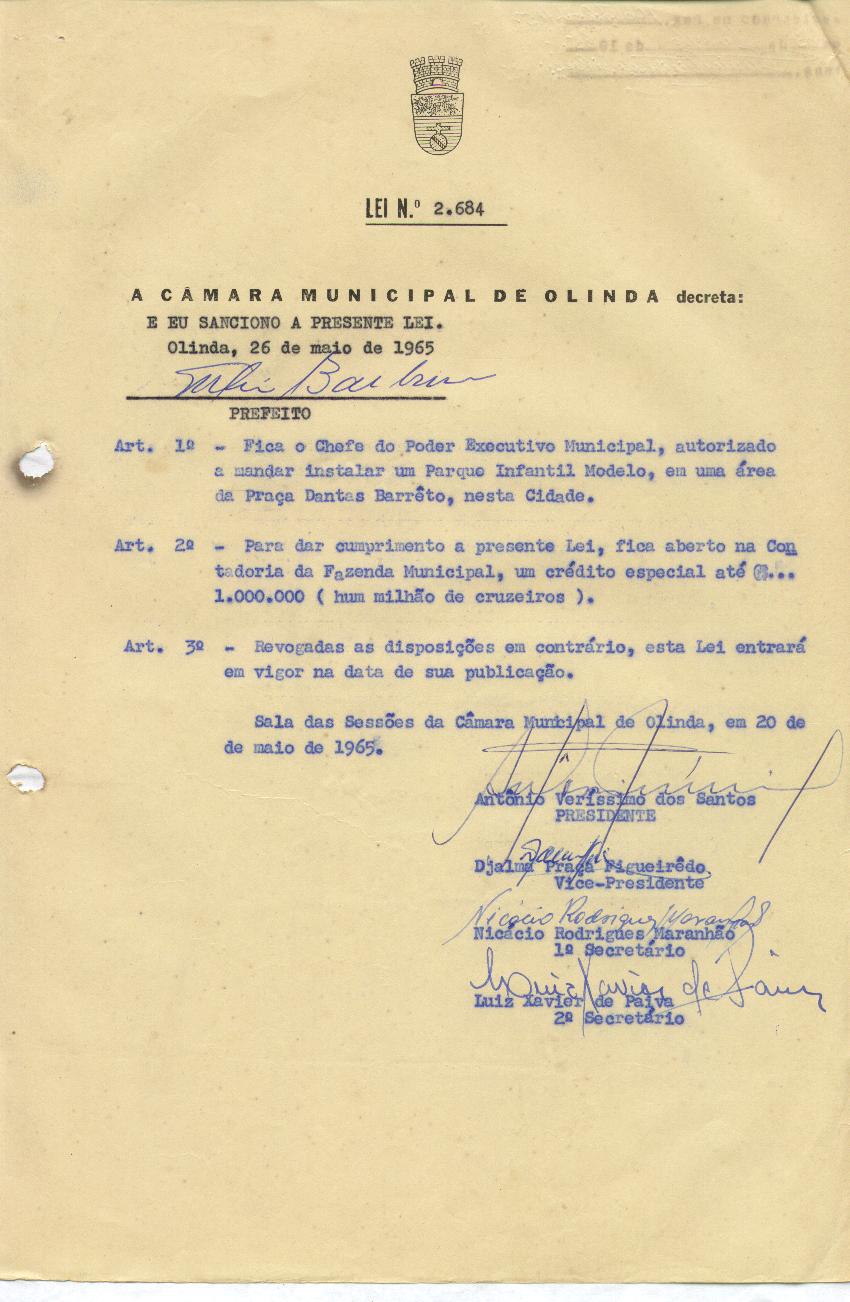 LEI N.º 2.684
A CÂMARA MUNICIPAL DE OLINDA decreta:
E EU SANCIONO A PRESENTE LEI.
Olinda, 26 de maio de 1965
Barbosa
PREFEITO
Art. 1º - Fica o Chefe do Poder Executivo Municipal, autorizado
a mandar instalar um Parque Infantil Modelo, em uma área
da Praça Dantas Barrêto, nesta Cidade.
Art. 2º - Para dar cumprimento a presente Lei, fica aberto na Con
tadoria da Fazenda Municipal, um crédito especial até ...
1.000.000 ( hum milhão de cruzeiros ).
Art. 3º - Revogadas as disposições em contrário, esta Lei entrará
em vigor na data de sua publicação.
Sala das Sessões da Câmara Municipal de Olinda, em 20 de
de maio de 1965.
Antônio Veríssimo dos Santos
PRESIDENTE
Djalma Praça Figueirêdo
Vice-Presidente
Nicácio Rodrigues Maranhão
Nicácio Rodrigues Maranhão
1º Secretário
Luiz Xavier de Paiva
Luiz Xavier de Paiva
2º Secretário